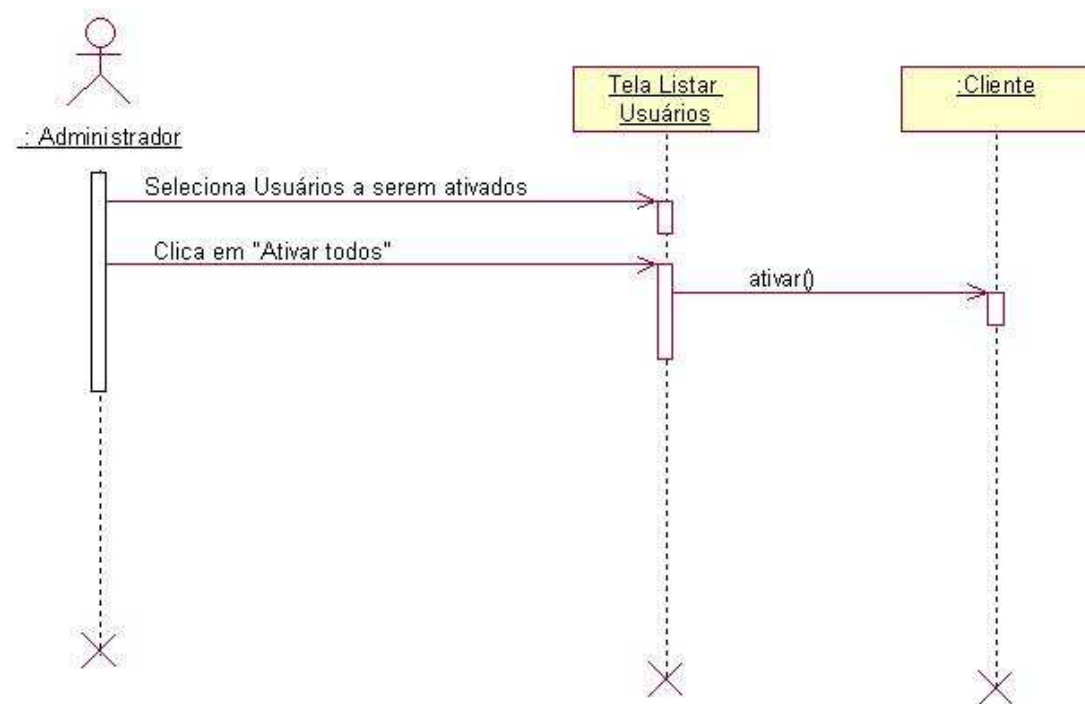 Tela Listar
Usuários
:Cliente
: Administrador
Seleciona Usuários a serem ativados
Clica em "Ativar todos"
ativar()